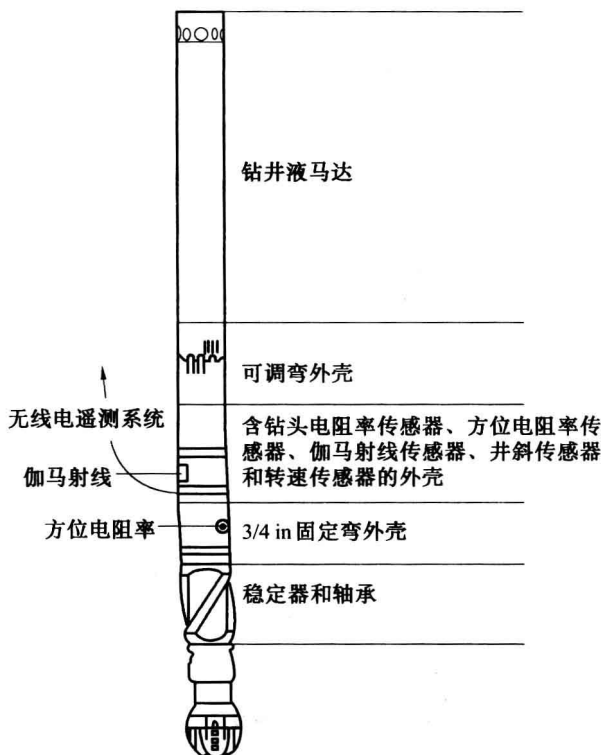 钻井液马达
可调弯外壳
无线电遥测系统
含钻头电阻率传感器、方位电阻率传
感器、伽马射线传感器、井斜传感器
和转速传感器的外壳
伽马射线
方位电阻率
3/4 in 固定弯外壳
稳定器和轴承